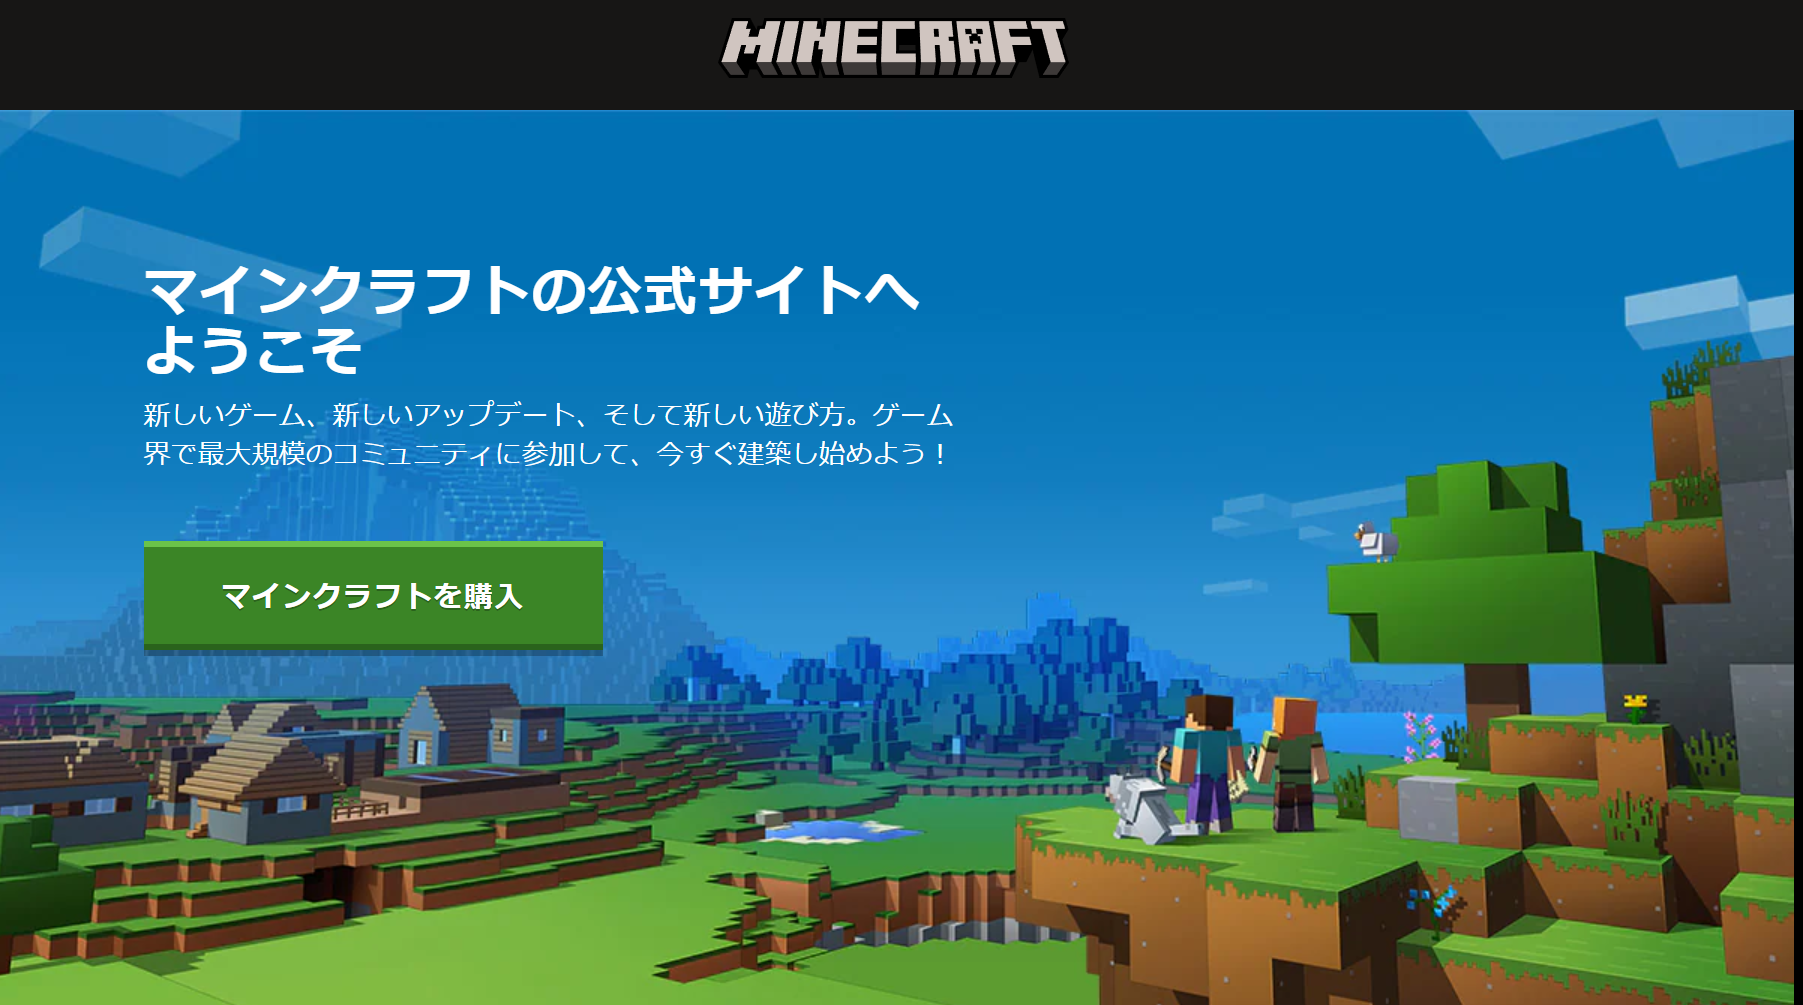 MINECRAFT
マインクラフトの公式サイトへ
ようこそ
新しいゲーム、新しいアップデート、そして新しい遊び方。ゲーム
界で最大規模のコミュニティに参加して、今すぐ建築し始めよう！
マインクラフトを購入